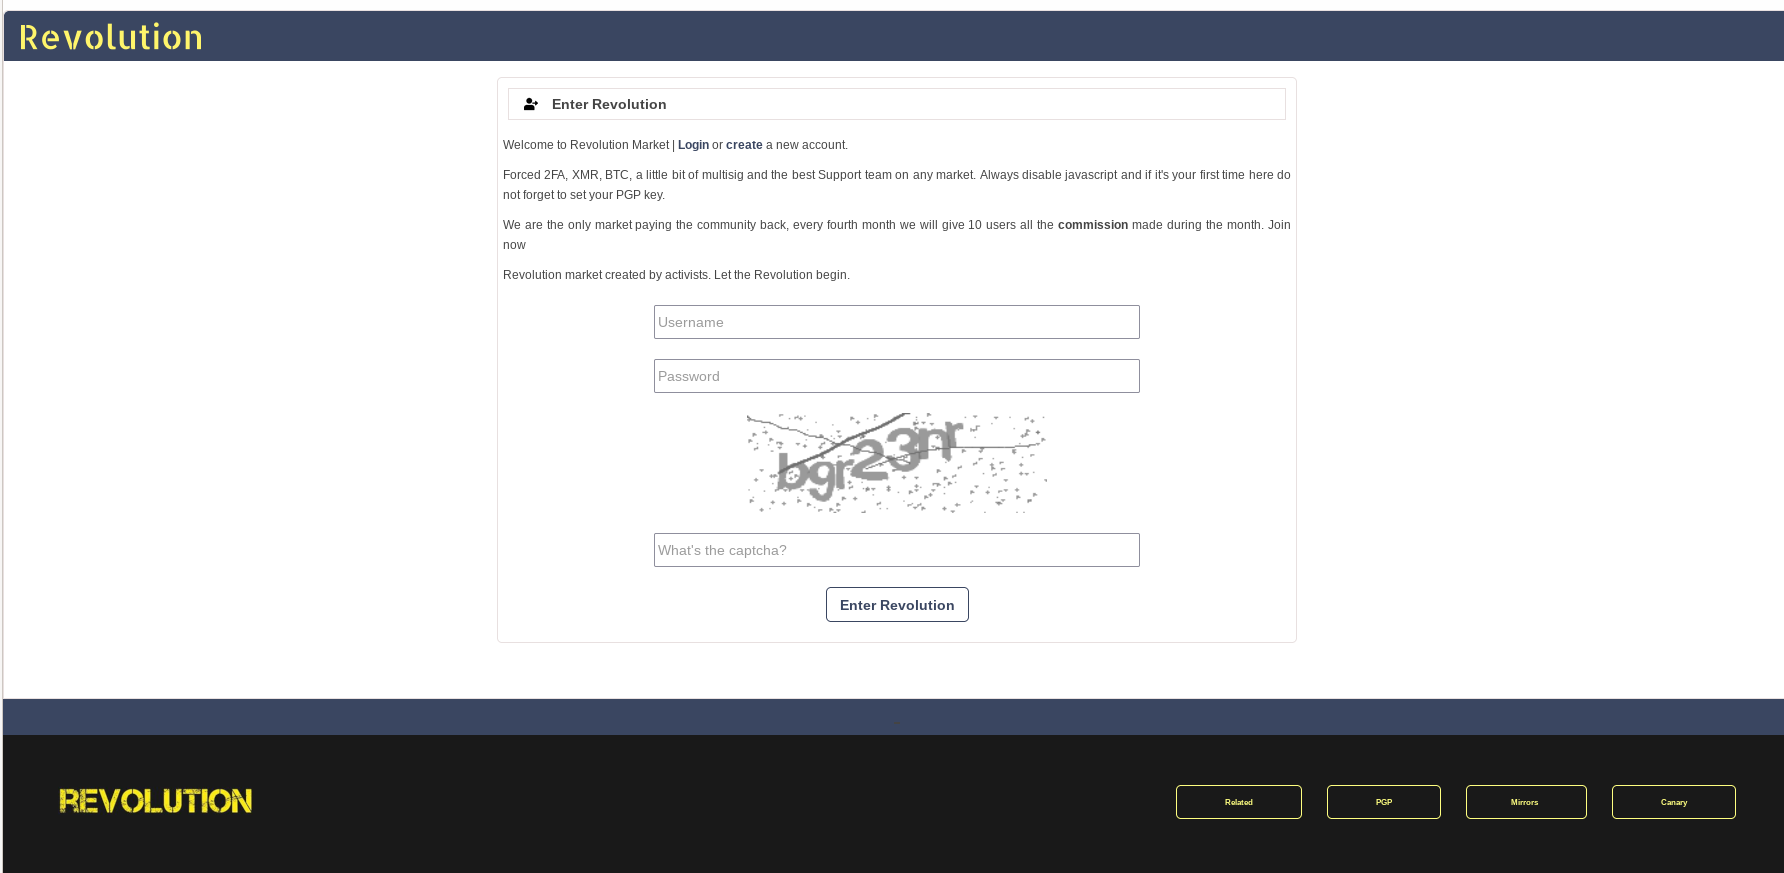 Revolution
Enter Revolution
Welcome to Revolution Market | Login or create a new account.
Forced 2FA, XMR, BTC, a little bit of multisig and the best Support team on any market. Always disable javascript and if it's your first time here do
not forget to set your PGP key.
We are the only market paying the community back, every fourth month we will give 10 users all the commission made during the month. Join
now
Revolution market created by activists. Let the Revolution begin.
Username
Password
bgr23nr
What's the captcha?
Enter Revolution
REVOLUTION
Related
PGP
Mirrors
Canary